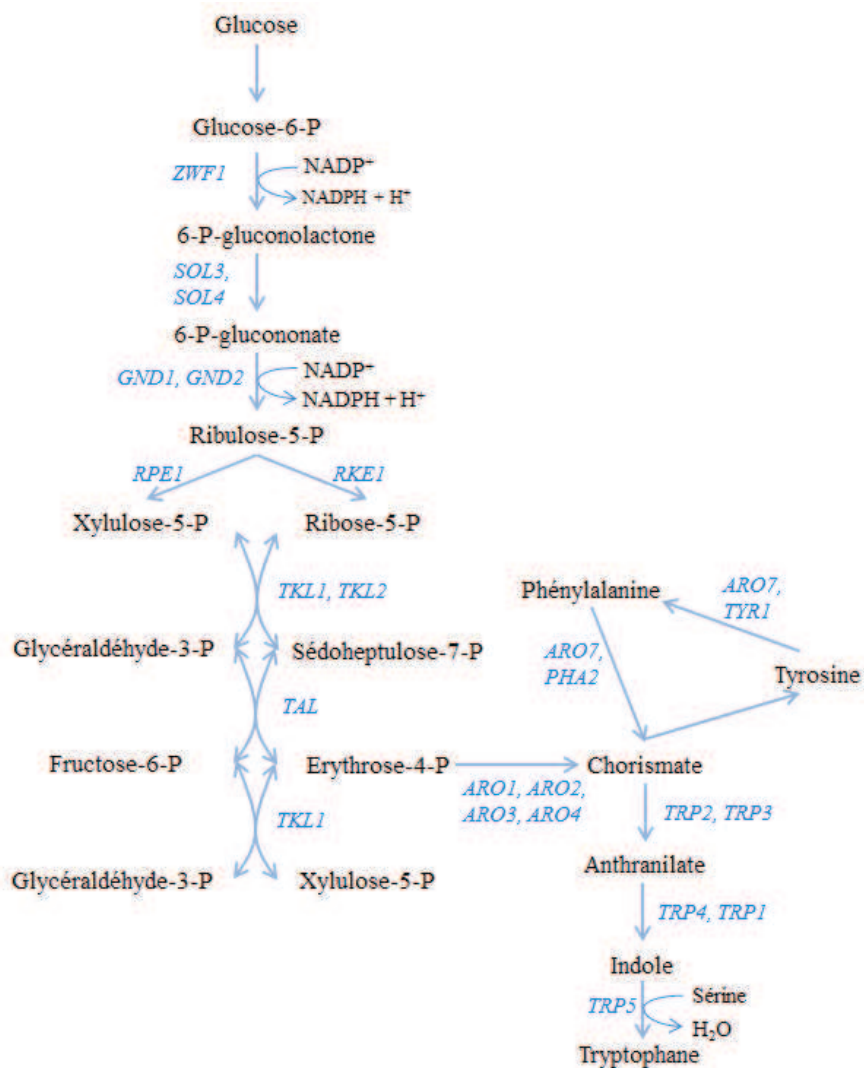 Glucose
Glucose-6-P
ZWF1
NADP⁺
NADPH + H⁺
6-P-gluconolactone
SOL3,
SOL4
6-P-glucononate
GND1, GND2
NADP⁺
NADPH + H⁺
Ribulose-5-P
RPE1
RKE1
Xylulose-5-P
Ribose-5-P
TKL1, TKL2
Glycéraldéhyde-3-P
Sédoheptulose-7-P
TAL
Fructose-6-P
Erythrose-4-P
TKL1
Glycéraldéhyde-3-P
Xylulose-5-P
ARO1, ARO2,
ARO3, ARO4
Phénylalanine
ARO7,
TYR1
ARO7,
PHA2
Tyrosine
Chorismate
TRP2, TRP3
Anthranilate
TRP4, TRP1
Indole
TRP5
Sérine
H₂O
Tryptophane